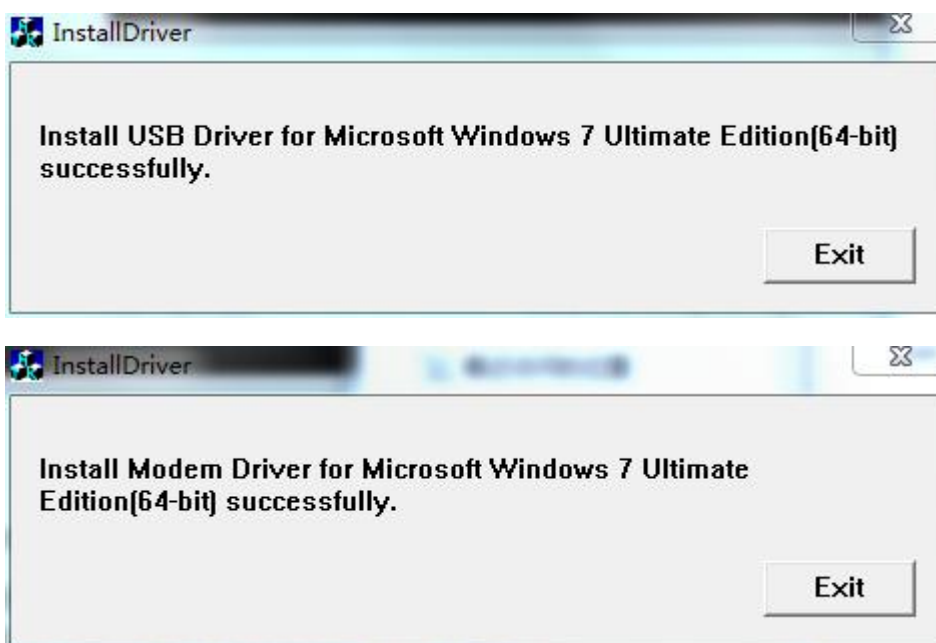 InstallDriver
Install USB Driver for Microsoft Windows 7 Ultimate Edition(64-bit)
successfully.
Exit
InstallDriver
Install Modem Driver for Microsoft Windows 7 Ultimate
Edition(64-bit) successfully.
Exit